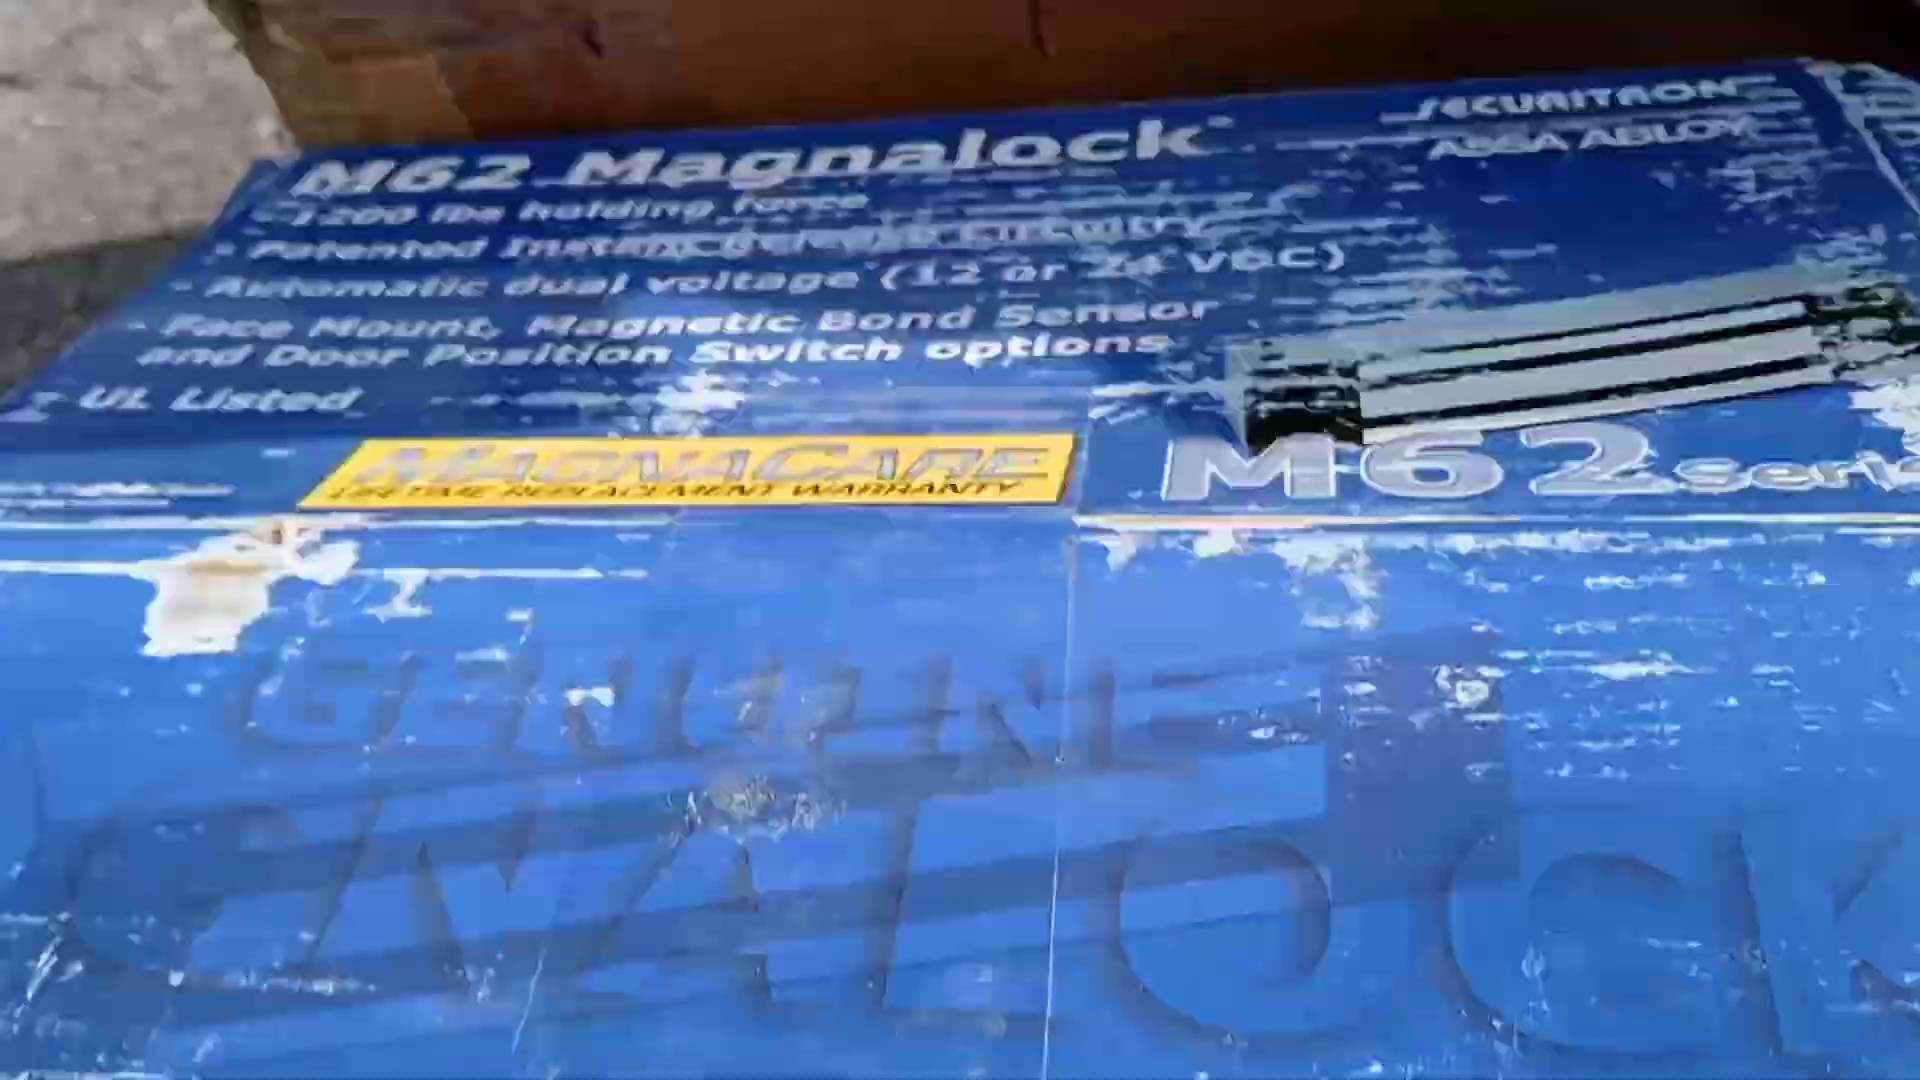 SECURITRON
ASSA ABLOY
M62 Magnalock
- 1200 lbs holding force
- Patented Instant Release Circuitry
- Automatic dual voltage (12 or 24 VDC)
- Face Mount, Magnetic Bond Sensor
and Door Position Switch options
- UL Listed
MAGNACARE
LIFETIME REPLACEMENT WARRANTY
M62 seri
GENUINE
LOCK